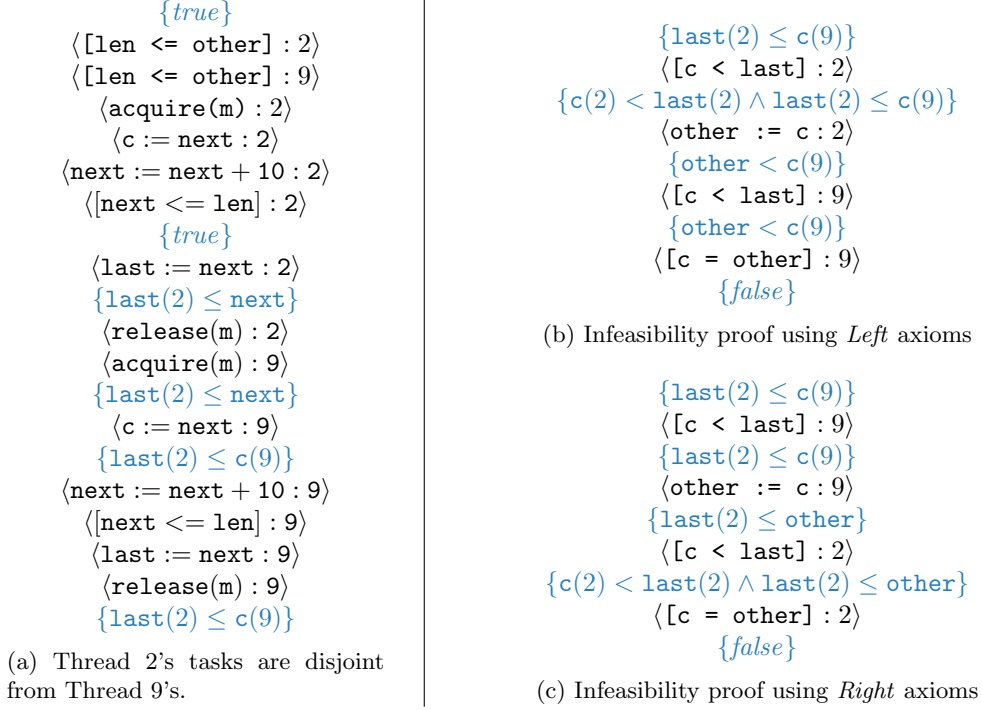 {true}
⟨[len <= other] : 2⟩
⟨[len <= other] : 9⟩
⟨acquire(m) : 2⟩
⟨c := next : 2⟩
⟨next := next + 10 : 2⟩
⟨[next <= len] : 2⟩
{true}
⟨last := next : 2⟩
{last(2) ≤ next}
⟨release(m) : 2⟩
⟨acquire(m) : 9⟩
{last(2) ≤ next}
⟨c := next : 9⟩
{last(2) ≤ c(9)}
⟨next := next + 10 : 9⟩
⟨[next <= len] : 9⟩
⟨last := next : 9⟩
⟨release(m) : 9⟩
{last(2) ≤ c(9)}
(a) Thread 2's tasks are disjoint
from Thread 9's.
{last(2) ≤ c(9)}
⟨[c < last] : 2⟩
{c(2) < last(2) ∧ last(2) ≤ c(9)}
⟨other := c : 2⟩
{other < c(9)}
⟨[c < last] : 9⟩
{other < c(9)}
⟨[c = other] : 9⟩
{false}
(b) Infeasibility proof using Left axioms
{last(2) ≤ c(9)}
⟨[c < last] : 9⟩
{last(2) ≤ c(9)}
⟨other := c : 9⟩
{last(2) ≤ other}
⟨[c < last] : 2⟩
{c(2) < last(2) ∧ last(2) ≤ other}
⟨[c = other] : 2⟩
{false}
(c) Infeasibility proof using Right axioms